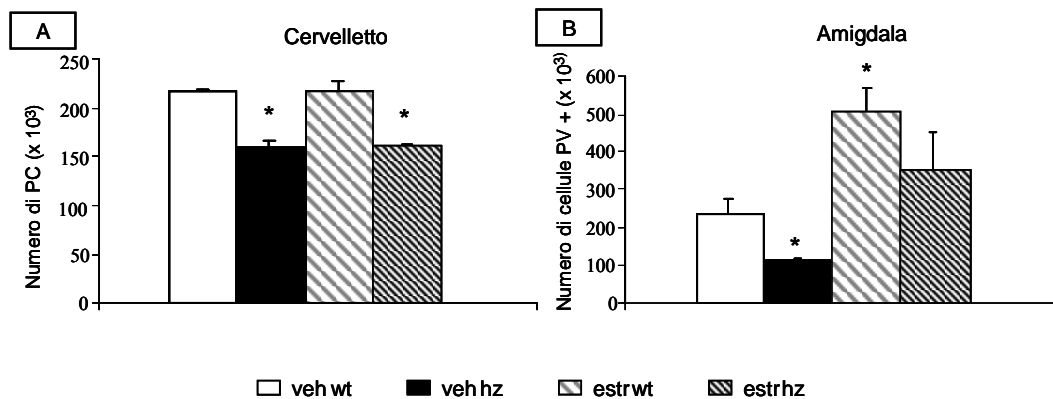 A
Cervelletto
Numero di PC (x 10³)
250
200
150
100
50
0
*
*
B
Amigdala
Numero di cellule PV + (x 10³)
600
500
400
300
200
100
0
*
*
veh wt
veh hz
estr wt
estr hz